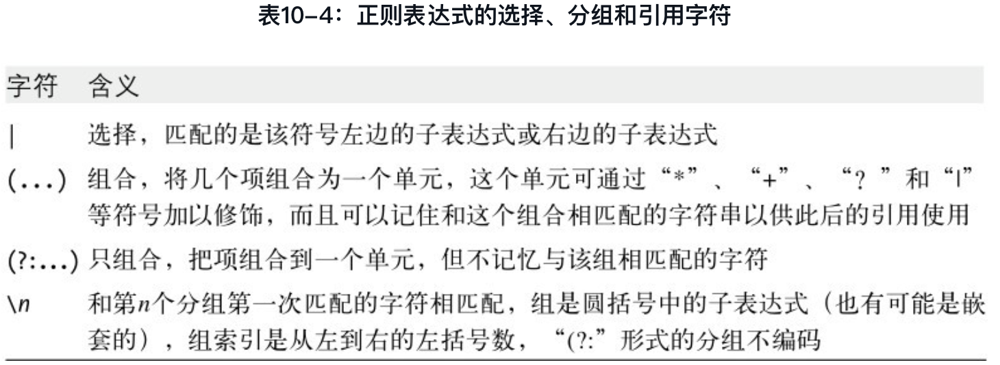 表10-4：正则表达式的选择、分组和引用字符
字符 含义
| 选择，匹配的是该符号左边的子表达式或右边的子表达式
(...) 组合，将几个项组合为一个单元，这个单元可通过“*”、“+”、“？”和“|”
等符号加以修饰，而且可以记住和这个组合相匹配的字符串以供此后的引用使用
(?:...) 只组合，把项组合到一个单元，但不记忆与该组相匹配的字符
\n 和第n个分组第一次匹配的字符相匹配，组是圆括号中的子表达式（也有可能是嵌
套的），组索引是从左到右的左括号数，“(?:”形式的分组不编码